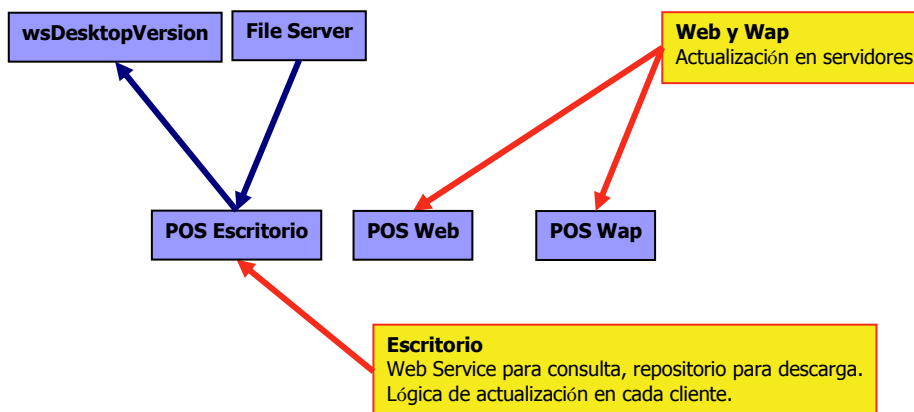 wsDesktopVersion
File Server
Web y Wap
Actualización en servidores
POS Escritorio
POS Web
POS Wap
Escritorio
Web Service para consulta, repositorio para descarga.
Lógica de actualización en cada cliente.